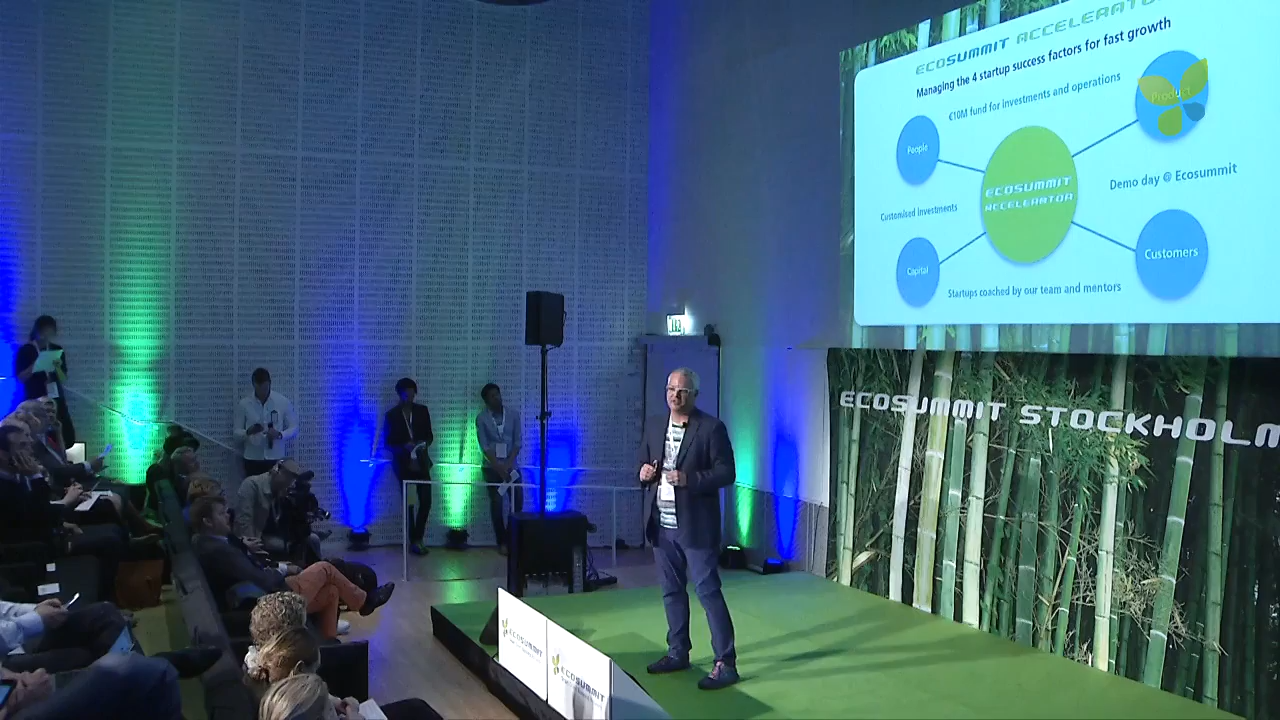 ECOSUMMIT ACCELERATOR
Managing the 4 startup success factors for fast growth
€10M fund for investments and operations
People
Product
ECOSUMMIT
ACCELERATOR
Demo day @ Ecosummit
Customised investments
Capital
Customers
Startups coached by our team and mentors
ECOSUMMIT STOCKHOLM
ECOSUMMIT
ECOSUMMIT